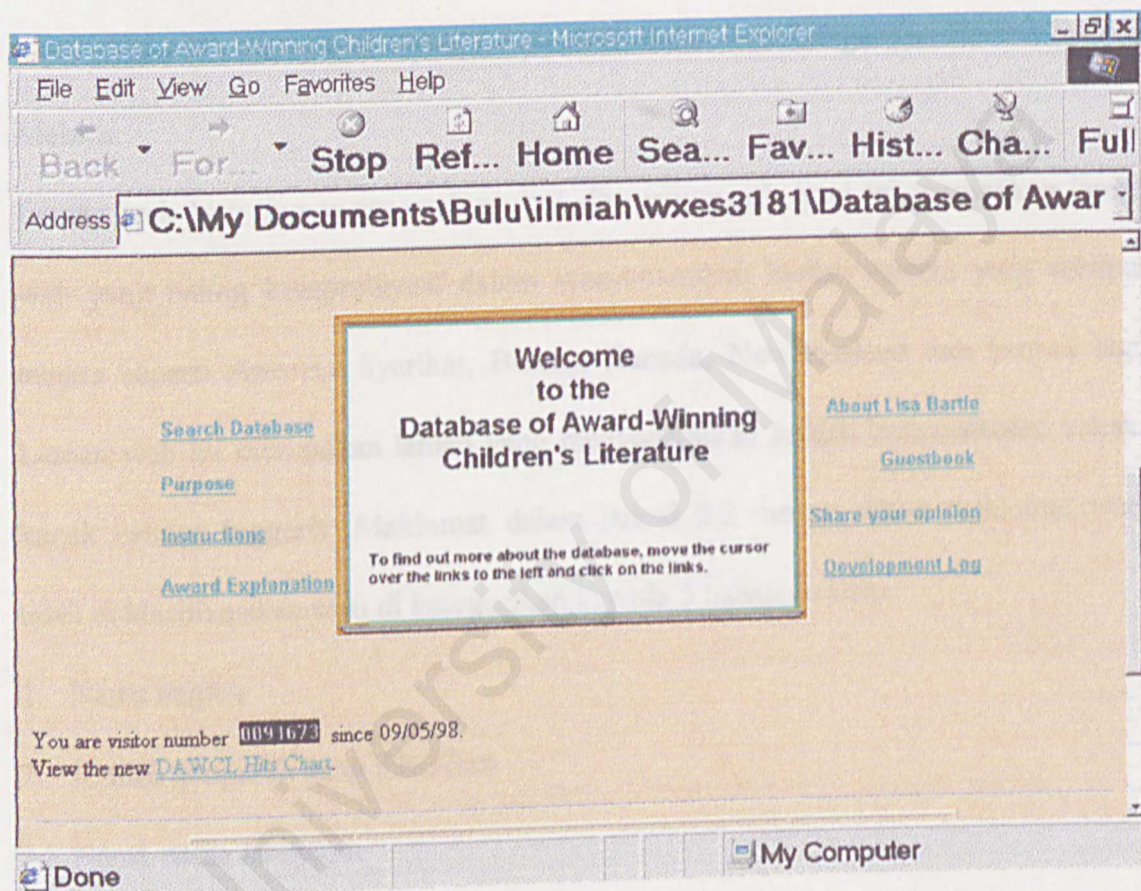 Database of Award-Winning Children's Literature - Microsoft Internet Explorer
File Edit View Go Favorites Help
Back For... Stop Ref... Home Sea... Fav... Hist... Cha... Full
Address C:\My Documents\Bulu\ilmiah\wxes3181\Database of Awar
Welcome
to the
Database of Award-Winning
Children's Literature
To find out more about the database, move the cursor
over the links to the left and click on the links.
Search Database
Purpose
Instructions
Award Explanation
About Lisa Bartle
Guestbook
Share your opinion
Development Log
You are visitor number 0091673 since 09/05/98.
View the new DAWCL Hits Chart.
Done
My Computer
University of Malaya